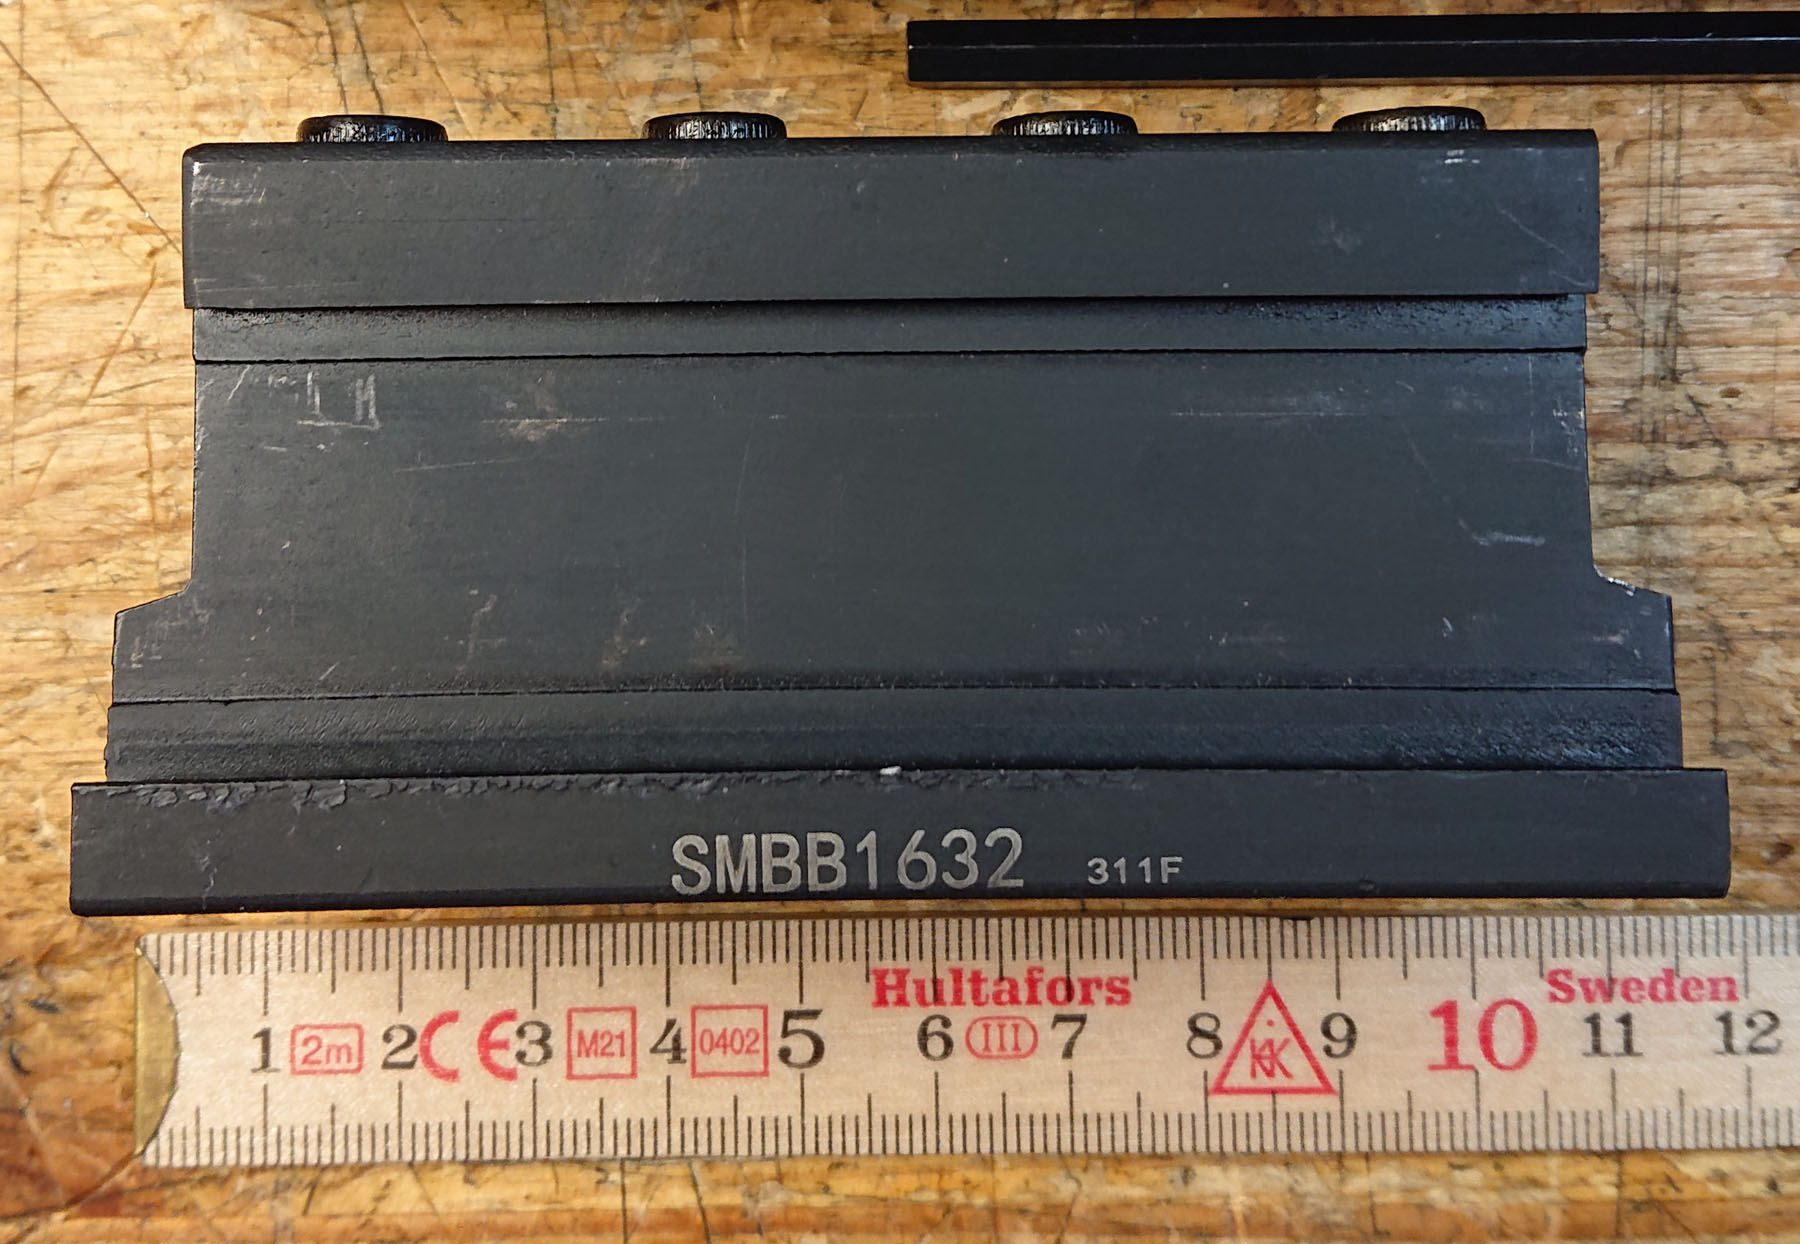 SMBB1632 311F
Hultafors Sweden
1 2m 2 CE 3 M21 4 0402 5 6 III 7 8 9 10 11 12